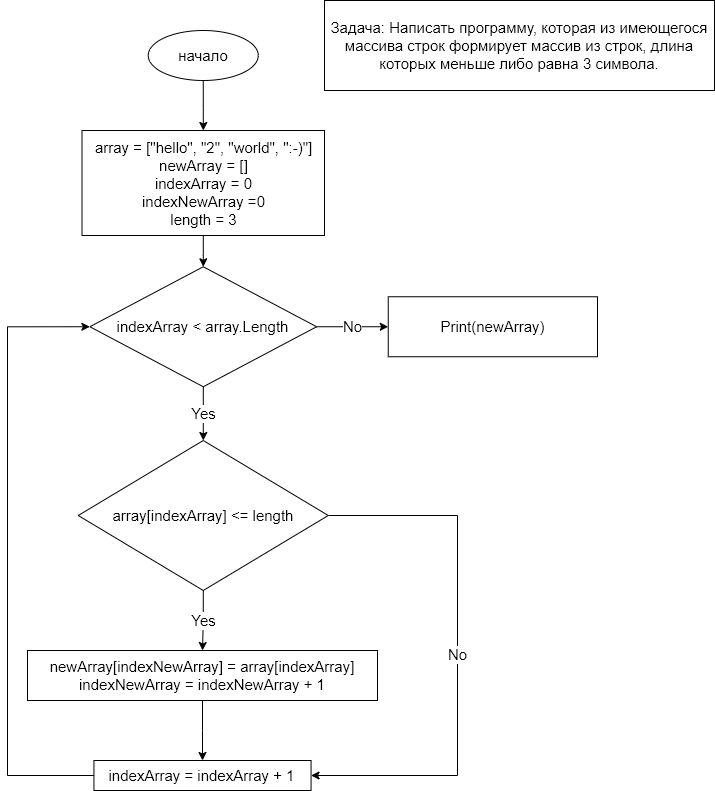 Задача: Написать программу, которая из имеющегося
массива строк формирует массив из строк, длина
которых меньше либо равна 3 символа.
начало
array = ["hello", "2", "world", ":-)"]
newArray = []
indexArray = 0
indexNewArray =0
length = 3
indexArray < array.Length
No
Print(newArray)
Yes
array[indexArray] <= length
Yes
No
newArray[indexNewArray] = array[indexArray]
indexNewArray = indexNewArray + 1
indexArray = indexArray + 1